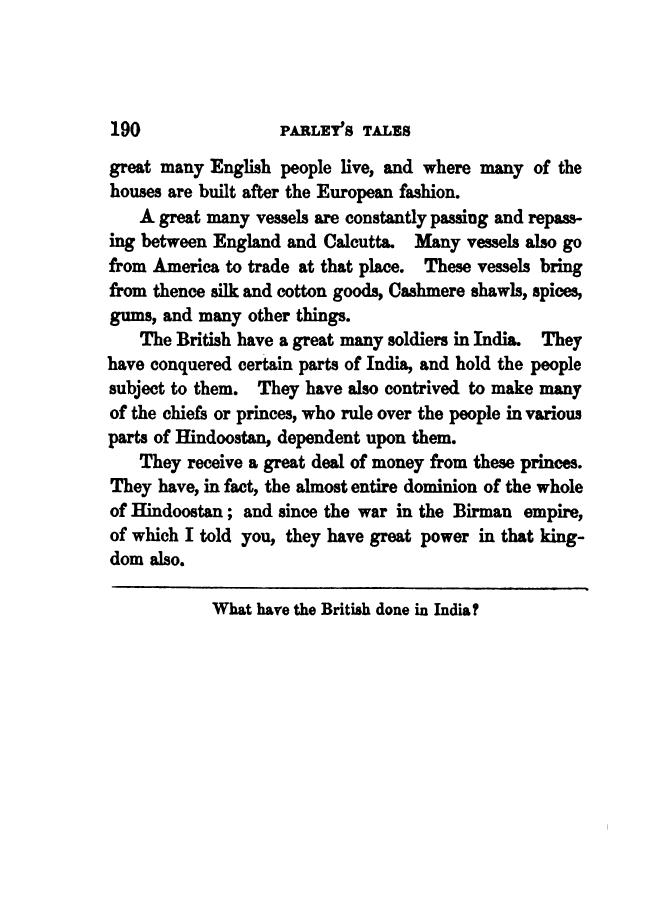 190 PARLEY'S TALES
great many English people live, and where many of the
houses are built after the European fashion.
A great many vessels are constantly passing and repass-
ing between England and Calcutta. Many vessels also go
from America to trade at that place. These vessels bring
from thence silk and cotton goods, Cashmere shawls, spices,
gums, and many other things.
The British have a great many soldiers in India. They
have conquered certain parts of India, and hold the people
subject to them. They have also contrived to make many
of the chiefs or princes, who rule over the people in various
parts of Hindoostan, dependent upon them.
They receive a great deal of money from these princes.
They have, in fact, the almost entire dominion of the whole
of Hindoostan; and since the war in the Birman empire,
of which I told you, they have great power in that king-
dom also.
What have the British done in India?